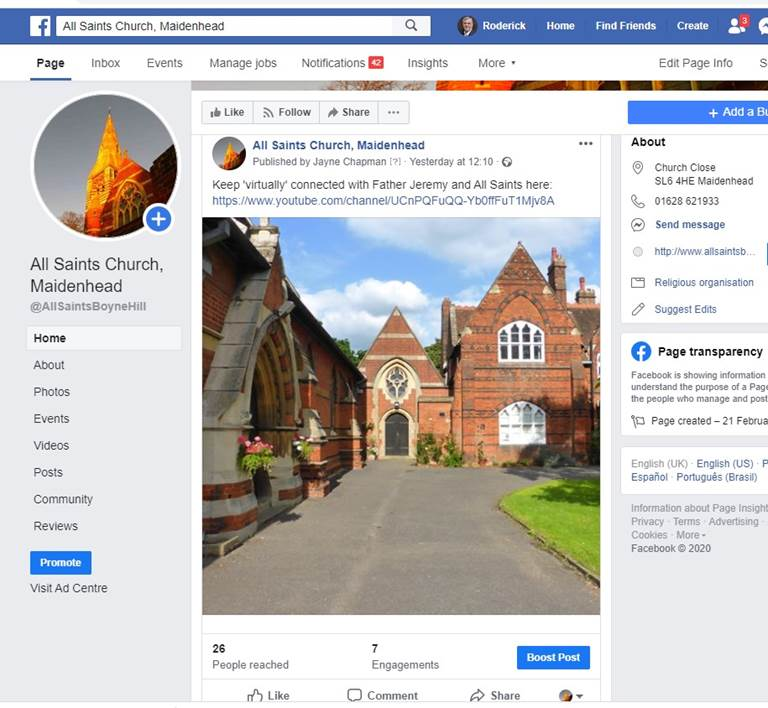 All Saints Church, Maidenhead
Roderick
Home
Find Friends
Create
3
Page
Inbox
Events
Manage jobs
Notifications 42
Insights
More
Edit Page Info
Like
Follow
Share
+ Add a
All Saints Church,
Maidenhead
@AllSaintsBoyneHill
Home
About
Photos
Events
Videos
Posts
Community
Reviews
Promote
Visit Ad Centre
All Saints Church, Maidenhead
Published by Jayne Chapman [?] · Yesterday at 12:10 ·
Keep 'virtually' connected with Father Jeremy and All Saints here:
https://www.youtube.com/channel/UCnPQFuQQ-Yb0ffFuT1Mjv8A
26
People reached
7
Engagements
Boost Post
Like
Comment
Share
About
Church Close
SL6 4HE Maidenhead
01628 621933
Send message
http://www.allsaintsb...
Religious organisation
Suggest Edits
Page transparency
Facebook is showing information
understand the purpose of a Page
the people who manage and post
Page created – 21
English (UK) · English (US) ·
Español · Português (Brasil)
Information about Page
Privacy · Terms · Advertising ·
Cookies · More
Facebook © 2020